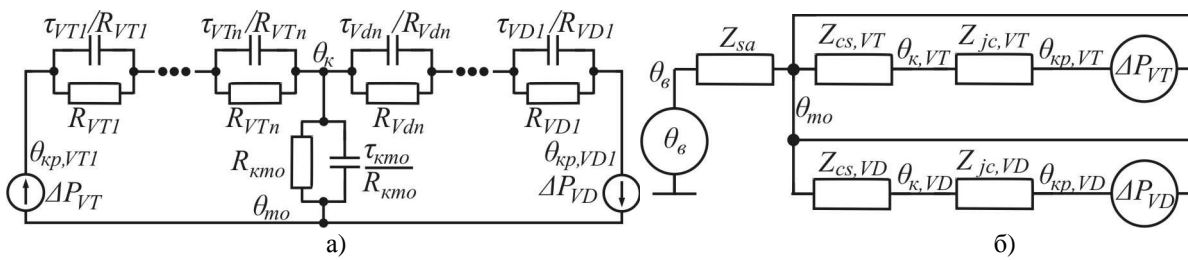 τVT1/RVT1
τVTn/RVTn
θк
τVdn/RVdn
τVD1/RVD1
RVT1
RVTn
RVdn
RVD1
θкр,VT1
Rкто
τкто
Rкто
θкр,VD1
ΔPVT
ΔPVD
θто
а)
Zsa
Zcs,VT
θк,VT
Zjc,VT
θкр,VT
ΔPVT
θв
θв
θто
Zcs,VD
θк,VD
Zjc,VD
θкр,VD
ΔPVD
б)